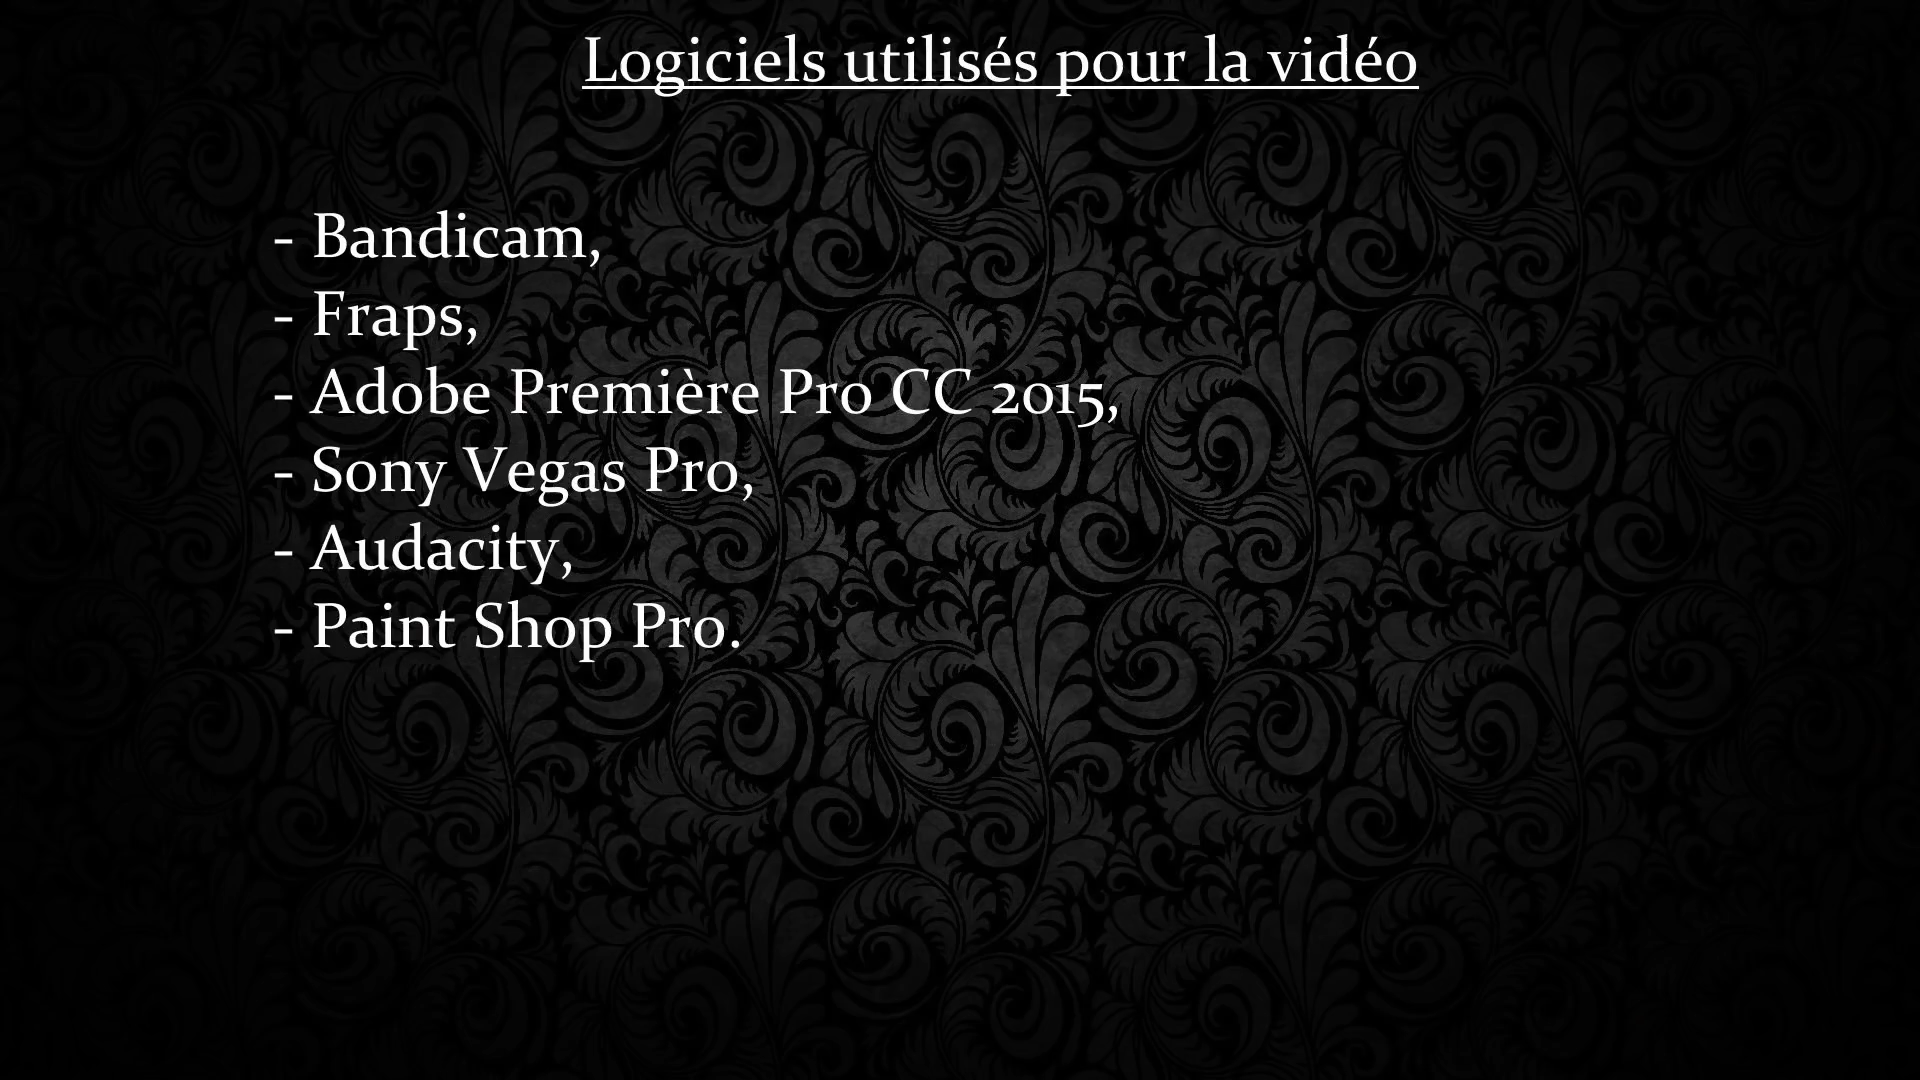 Logiciels utilisés pour la vidéo
- Bandicam,
- Fraps,
- Adobe Première Pro CC 2015,
- Sony Vegas Pro,
- Audacity,
- Paint Shop Pro.